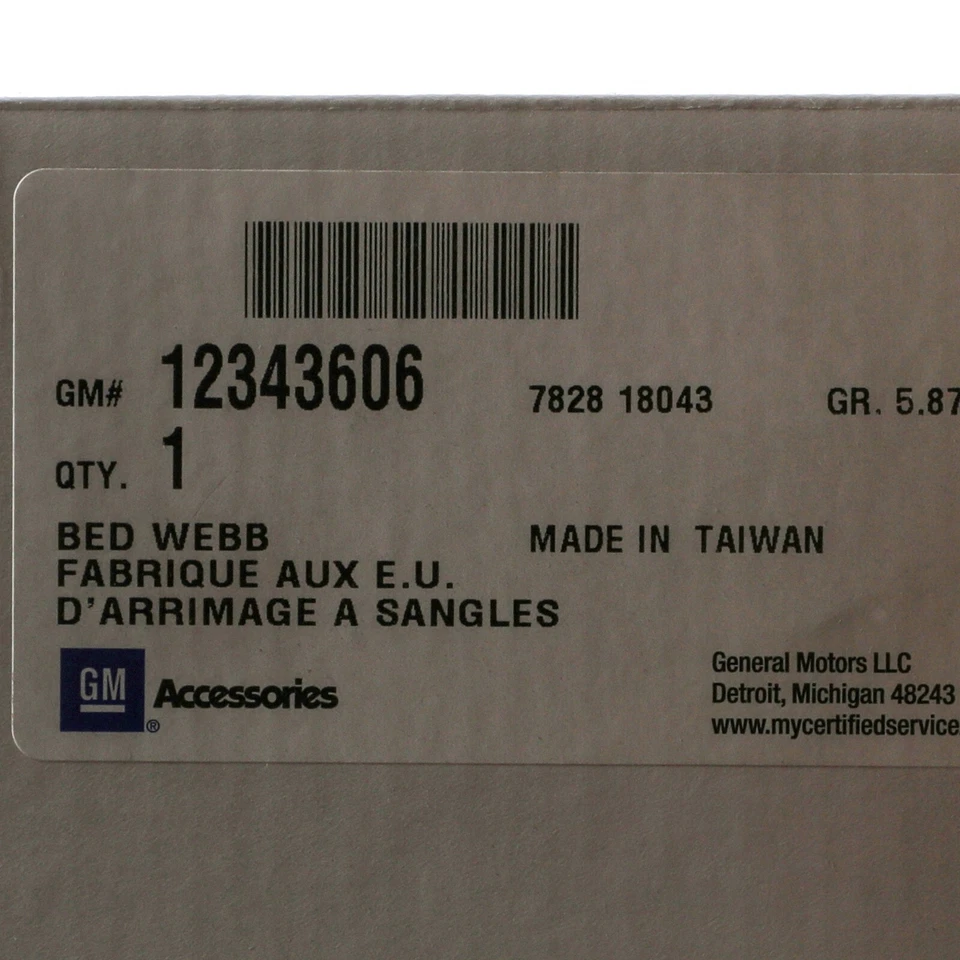 GM# 12343606 7828 18043 GR. 5.87
QTY. 1
BED WEBB MADE IN TAIWAN
FABRIQUE AUX E.U.
D'ARRIMAGE A SANGLES
GM
® Accessories
General Motors LLC
Detroit, Michigan 48243
www.mycertifiedservice